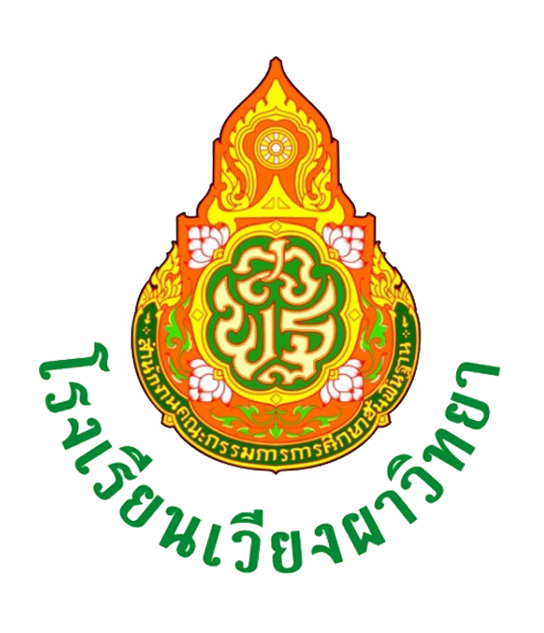 สพฐ
สำนักงานคณะกรรมการการศึกษาขั้นพื้นฐาน
โรงเรียนเวียงผาวิทยา